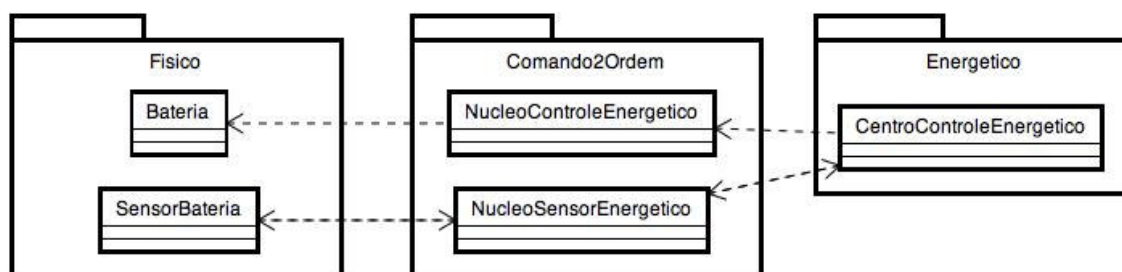 Fisico
Comando2Ordem
Energetico
Bateria
NucleoControleEnergetico
CentroControleEnergetico
SensorBateria
NucleoSensorEnergetico